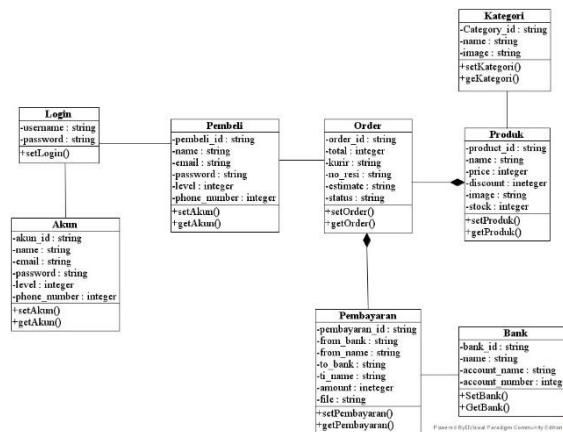 Kategori
-Category_id : string
-name : string
-image : string
+setKategori()
+geKategori()
Login
-username : string
-password : string
+setLogin()
Pembeli
-pembeli_id : string
-name : string
-email : string
-password : string
-level : integer
-phone_number : integer
+setAkun()
+getAkun()
Order
-order_id : string
-total : integer
-kurir : string
-no_resi : string
-estimate : string
-status : string
+setOrder()
+getOrder()
Produk
-product_id : string
-name : string
-price : integer
-discount : ineteger
-image : string
-stock : integer
+setProduk()
+getProduk()
Akun
-akun_id : string
-name : string
-email : string
-password : string
-level : integer
-phone_number : integer
+setAkun()
+getAkun()
Pembayaran
-pembayaran_id : string
-from_bank : string
-from_name : string
-to_bank : string
-ti_name : string
-amount : ineteger
-file : string
+setPembayaran()
+getPembayaran()
Bank
-bank_id : string
-name : string
-account_name : string
-account_number : integ
+SetBank()
+GetBank()
Visual Paradigm Community Edition